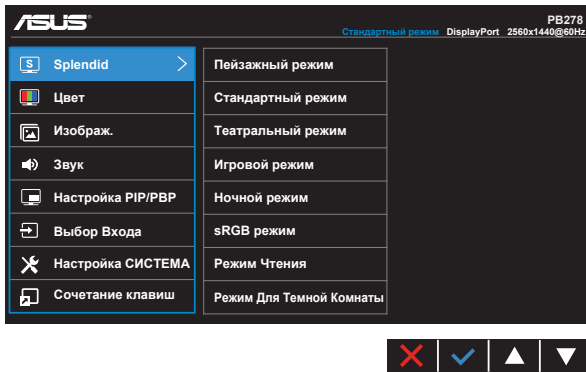 ASUS
PB278
Стандартный режим DisplayPort 2560x1440@60Hz
S Splendid
Цвет
Изображ.
Звук
Настройка PIP/PBP
Выбор Входа
Настройка СИСТЕМА
Сочетание клавиш
Пейзажный режим
Стандартный режим
Театральный режим
Игровой режим
Ночной режим
sRGB режим
Режим Чтения
Режим Для Темной Комнаты